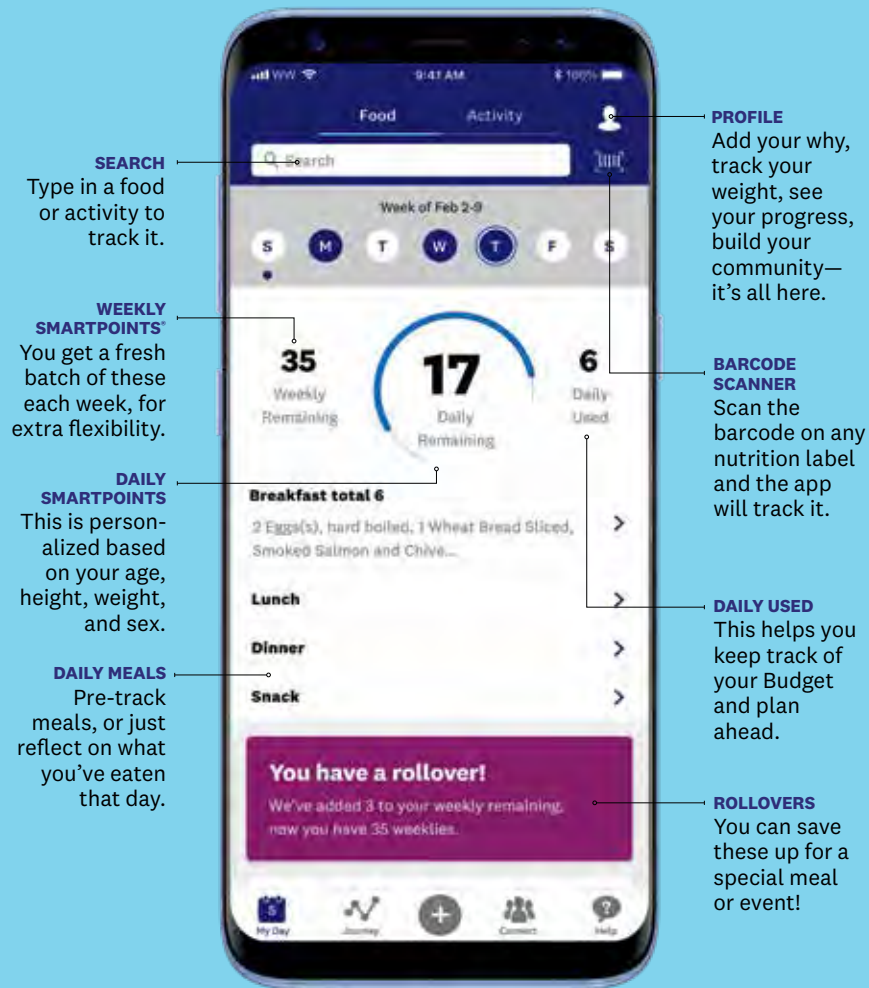 WW
9:41 AM
100%
Food
Activity
Search
Week of Feb 2-9
S M T W T F S
35
Weekly
Remaining
17
Daily
Remaining
6
Daily
Used
Breakfast total 6
2 Eggs(s), hard boiled, 1 Wheat Bread Sliced,
Smoked Salmon and Chive...
Lunch
Dinner
Snack
You have a rollover!
We've added 3 to your weekly remaining,
now you have 35 weeklies.
5
My Day
Journey
Connect
Help
SEARCH
Type in a food
or activity to
track it.
WEEKLY
SMARTPOINTS®
You get a fresh
batch of these
each week, for
extra flexibility.
DAILY
SMARTPOINTS
This is person-
alized based
on your age,
height, weight,
and sex.
DAILY MEALS
Pre-track
meals, or just
reflect on what
you've eaten
that day.
PROFILE
Add your why,
track your
weight, see
your progress,
build your
community—
it's all here.
BARCODE
SCANNER
Scan the
barcode on any
nutrition label
and the app
will track it.
DAILY USED
This helps you
keep track of
your Budget
and plan
ahead.
ROLLOVERS
You can save
these up for a
special meal
or event!